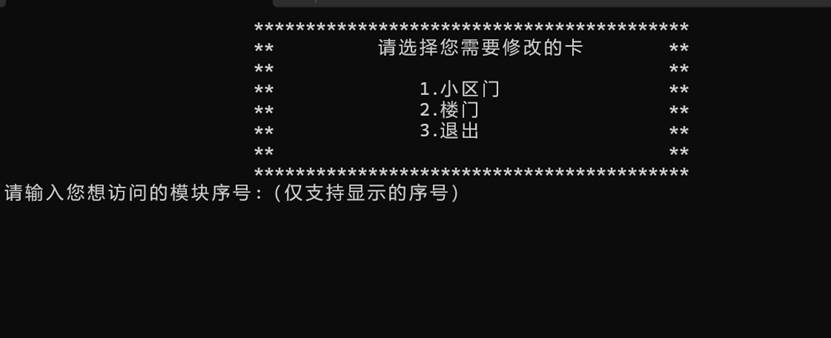 ******************************************
** 请选择您需要修改的卡 **
** **
** 1.小区门 **
** 2.楼门 **
** 3.退出 **
** **
******************************************
请输入您想访问的模块序号:(仅支持显示的序号)